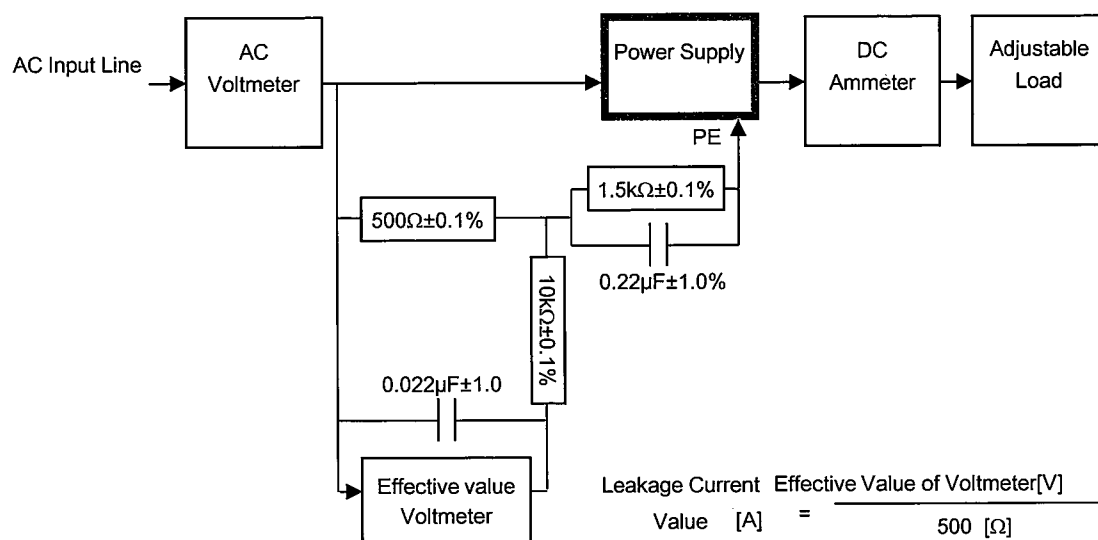 AC Input Line
AC
Voltmeter
Power Supply
DC
Ammeter
Adjustable
Load
PE
500Ω±0.1%
1.5kΩ±0.1%
0.22µF±1.0%
10kΩ±0.1%
0.022µF±1.0
Effective value
Voltmeter
Leakage Current Effective Value of Voltmeter[V]
Value [A] =
500 [Ω]